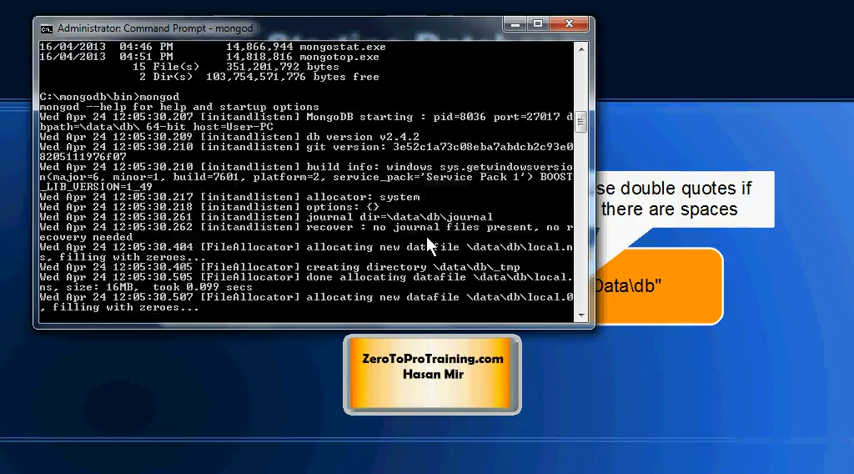 Administrator: Command Prompt - mongod
16/04/2013  04:46 PM        14,866,944 mongostat.exe
16/04/2013  04:51 PM        14,818,816 mongotop.exe
15 File(s)    351,201,792 bytes
2 Dir(s)  103,754,571,776 bytes free
C:\mongodb\bin>mongod
mongod --help for help and startup options
Wed Apr 24 12:05:30.209 [initandlisten] MongoDB starting : pid=8036 port=27017 d
bpath=\data\db\ 64-bit host=User-PC
Wed Apr 24 12:05:30.209 [initandlisten] db version v2.4.2
Wed Apr 24 12:05:30.210 [initandlisten] git version: 3e52c1a73c08eba7abdcb2c93e0
8205111976f07
Wed Apr 24 12:05:30.210 [initandlisten] build info: windows sys.getwindowsversio
n(major=6, minor=1, build=7601, platform=2, service_pack='Service Pack 1') BOOST
_LIB_VERSION=1_49
Wed Apr 24 12:05:30.217 [initandlisten] allocator: system
Wed Apr 24 12:05:30.218 [initandlisten] options: {}
Wed Apr 24 12:05:30.261 [initandlisten] journal dir=\data\db\journal
Wed Apr 24 12:05:30.262 [initandlisten] recover : no journal files present, no r
ecovery needed
Wed Apr 24 12:05:30.404 [FileAllocator] allocating new datafile \data\db\local.n
s, filling with zeroes...
Wed Apr 24 12:05:30.405 [FileAllocator] creating directory \data\db\_tmp
Wed Apr 24 12:05:30.505 [FileAllocator] done allocating datafile \data\db\local.
ns, size: 16MB,  took 0.099 secs
Wed Apr 24 12:05:30.507 [FileAllocator] allocating new datafile \data\db\local.0
, filling with zeroes...
se double quotes if
there are spaces
Data\db"
ZeroToProTraining.com
Hasan Mir